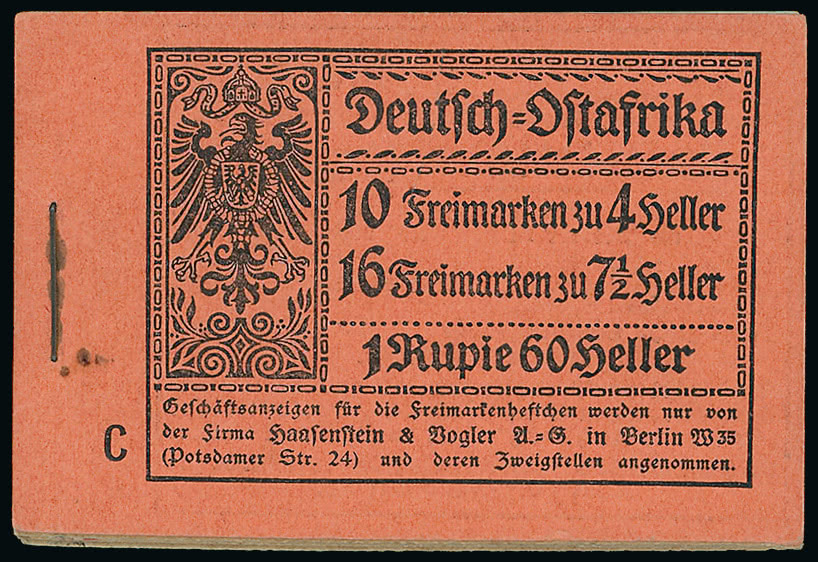 Deutsch-Ostafrika
10 Freimarken zu 4 Heller
16 Freimarken zu 7½ Heller
1 Rupie 60 Heller
Geschäftsanzeigen für die Freimarkenheftchen werden nur von
der Firma Haasenstein & Vogler A.-G. in Berlin W 35
(Potsdamer Str. 24) und deren Zweigstellen angenommen.
C